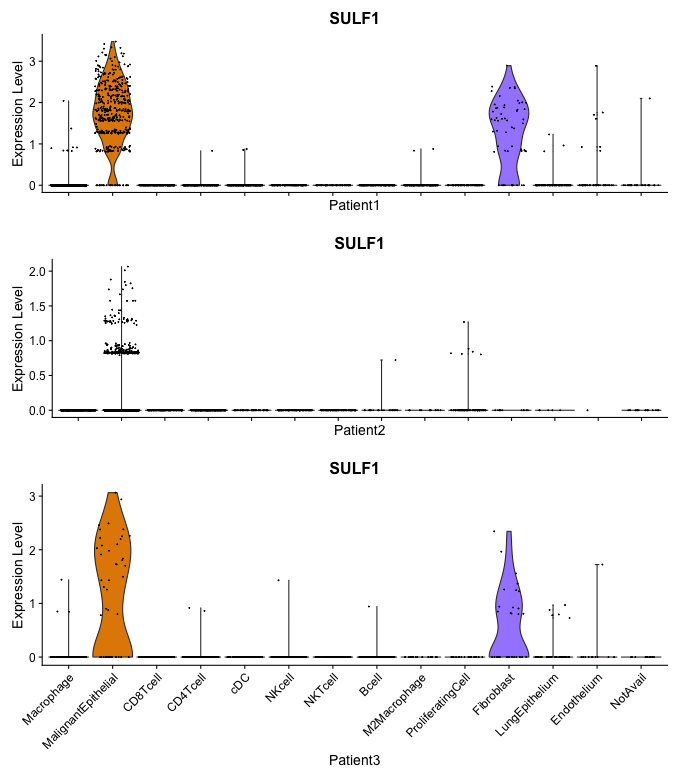 SULF1
Expression Level
3
2
1
0
Patient1
SULF1
Expression Level
2.0
1.5
1.0
0.5
0.0
Patient2
SULF1
Expression Level
3
2
1
0
Macrophage
MalignantEpithelial
CD8Tcell
CD4Tcell
cDC
NKcell
NKTcell
Bcell
M2Macrophage
ProliferatingCell
Fibroblast
LungEpithelium
Endothelium
NotAvail
Patient3